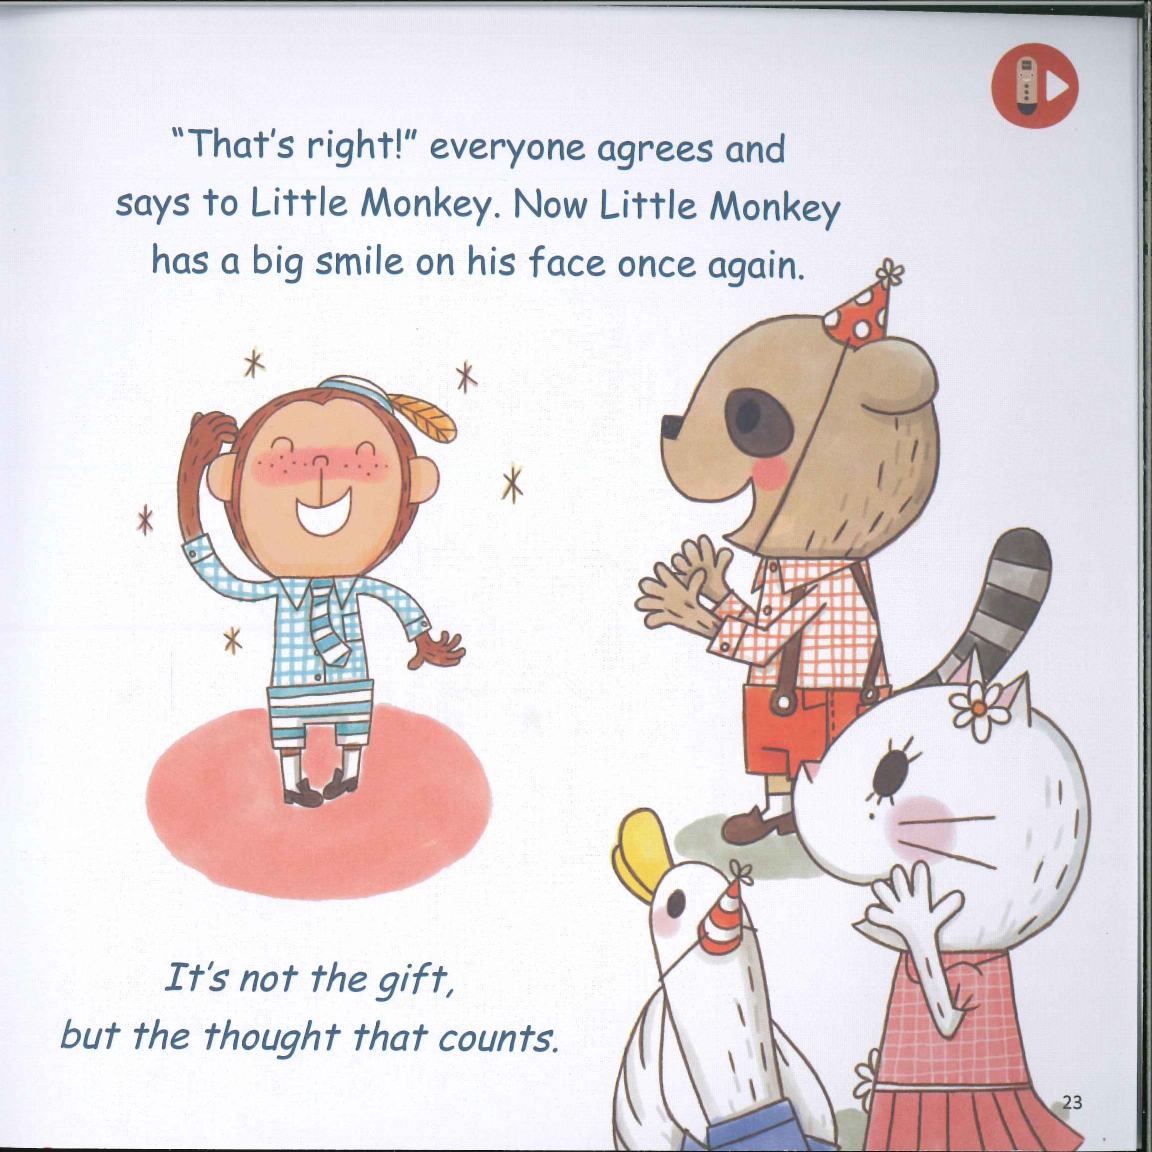 “That’s right!” everyone agrees and
says to Little Monkey. Now Little Monkey
has a big smile on his face once again.
It’s not the gift,
but the thought that counts.
23